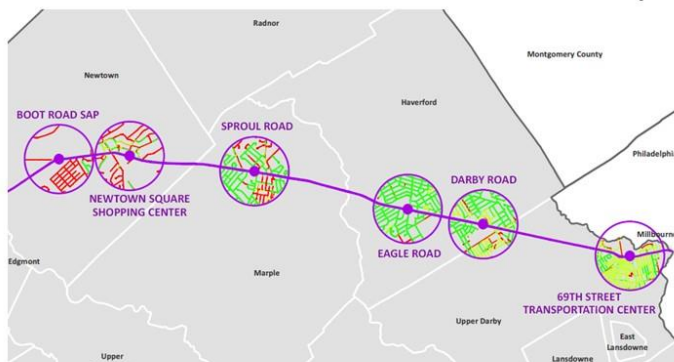 Radnor
Montgomery County
Newtown
Haverford
BOOT ROAD SAP
SPROUL ROAD
Philadelphia
DARBY ROAD
NEWTOWN SQUARE
SHOPPING CENTER
Millbourne
EAGLE ROAD
Edgmont
Marple
69TH STREET
TRANSPORTATION CENTER
Upper Darby
East
Lansdowne
Upper
Lansdowne